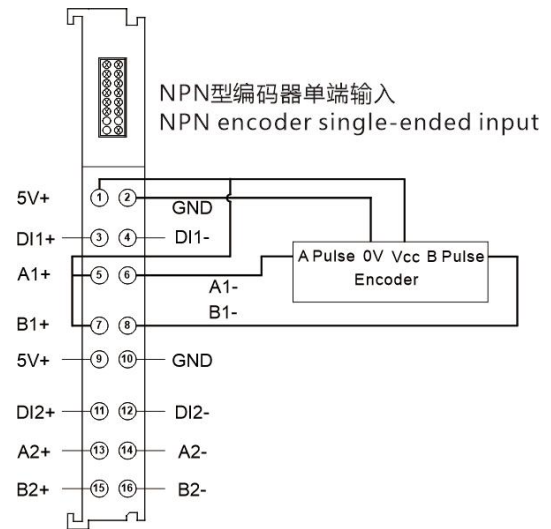 NPN型编码器单端输入
NPN encoder single-ended input
5V+ 1 2 GND
DI1+ 3 4 DI1-
A1+ 5 6 A1-
B1+ 7 8 B1-
5V+ 9 10 GND
DI2+ 11 12 DI2-
A2+ 13 14 A2-
B2+ 15 16 B2-
A Pulse 0V Vcc B Pulse
Encoder